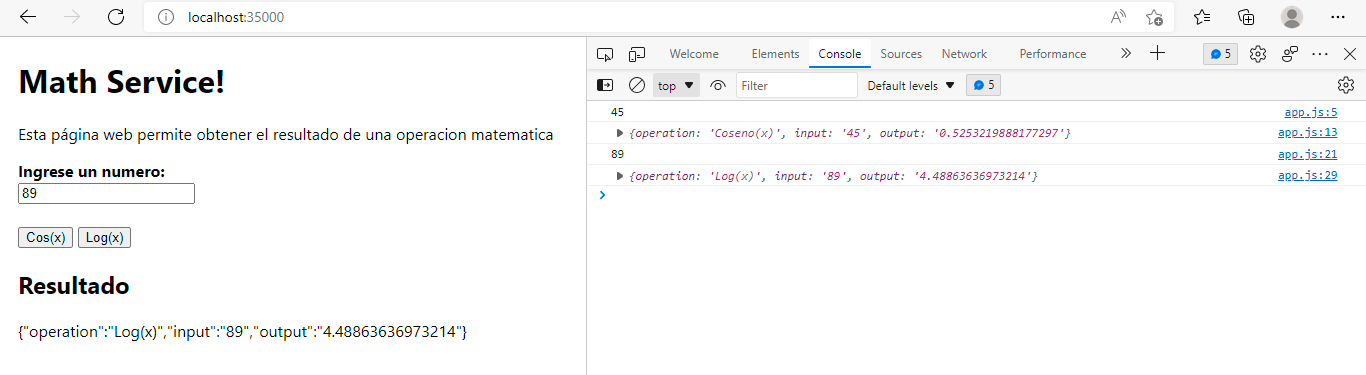 localhost:35000
Welcome Elements Console Sources Network Performance 5
top Filter Default levels 5
Math Service!
Esta página web permite obtener el resultado de una operacion matematica
Ingrese un numero:
89
Cos(x) Log(x)
Resultado
{"operation":"Log(x)","input":"89","output":"4.48863636973214"}
45 app.js:5
{operation: 'Coseno(x)', input: '45', output: '0.5253219888177297'} app.js:13
89 app.js:21
{operation: 'Log(x)', input: '89', output: '4.48863636973214'} app.js:29